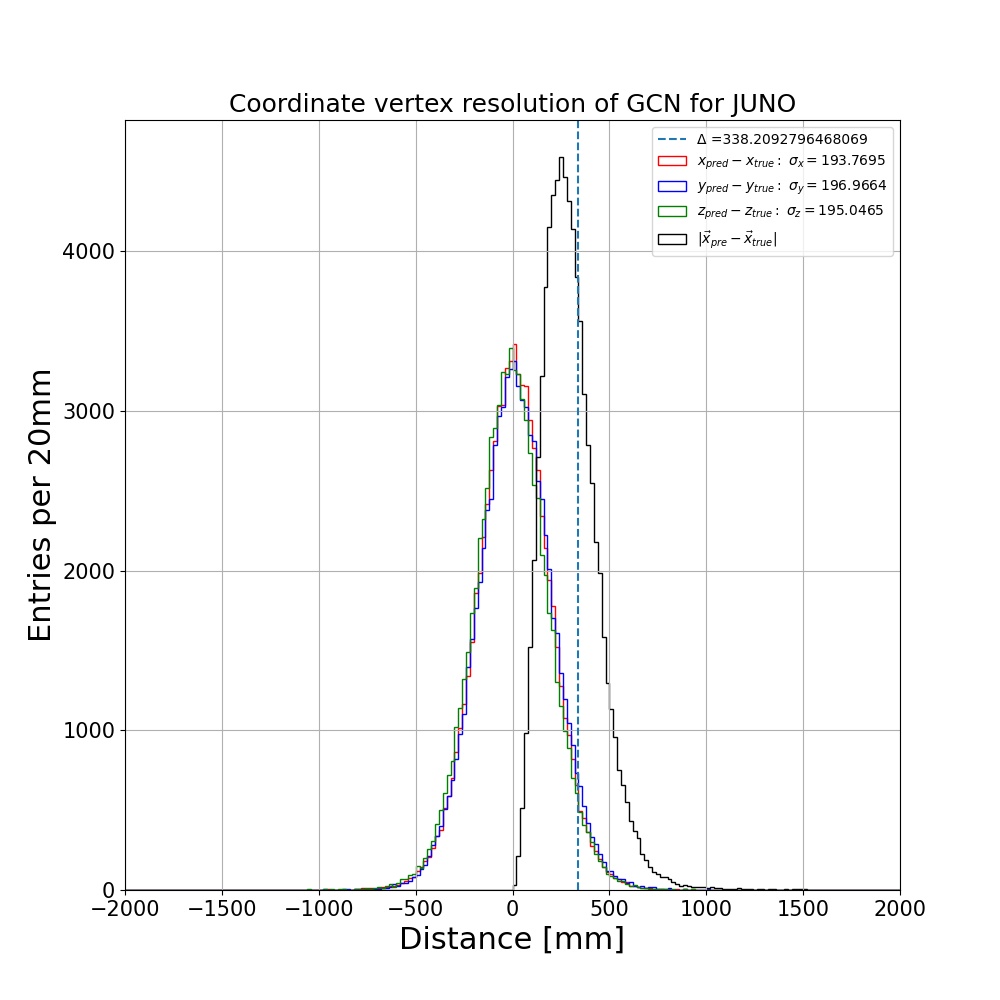 Coordinate vertex resolution of GCN for JUNO
Δ =338.2092796468069
x_pred − x_true : σ_x = 193.7695
y_pred − y_true : σ_y = 196.9664
z_pred − z_true : σ_z = 195.0465
|x⃗_pre − x⃗_true|
Entries per 20mm
4000
3000
2000
1000
0
−2000 −1500 −1000 −500 0 500 1000 1500 2000
Distance [mm]